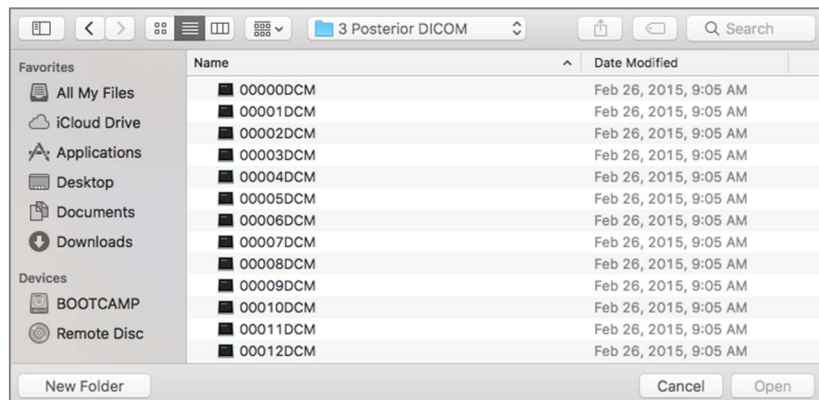 3 Posterior DICOM Search
Favorites Name Date Modified
All My Files 00000DCM Feb 26, 2015, 9:05 AM
iCloud Drive 00001DCM Feb 26, 2015, 9:05 AM
00002DCM Feb 26, 2015, 9:05 AM
Applications 00003DCM Feb 26, 2015, 9:05 AM
Desktop 00004DCM Feb 26, 2015, 9:05 AM
00005DCM Feb 26, 2015, 9:05 AM
Documents 00006DCM Feb 26, 2015, 9:05 AM
Downloads 00007DCM Feb 26, 2015, 9:05 AM
00008DCM Feb 26, 2015, 9:05 AM
Devices 00009DCM Feb 26, 2015, 9:05 AM
BOOTCAMP 00010DCM Feb 26, 2015, 9:05 AM
Remote Disc 00011DCM Feb 26, 2015, 9:05 AM
00012DCM Feb 26, 2015, 9:05 AM
New Folder Cancel Open